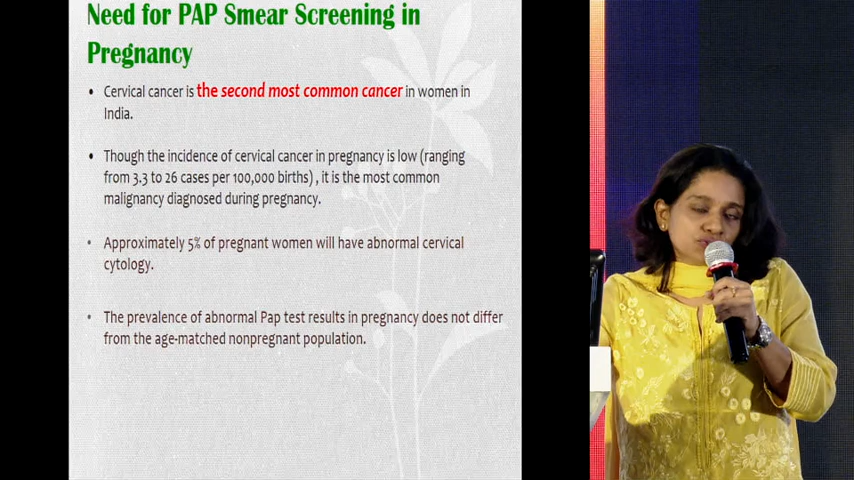 Need for PAP Smear Screening in
Pregnancy
• Cervical cancer is the second most common cancer in women in
India.
• Though the incidence of cervical cancer in pregnancy is low (ranging
from 3.3 to 26 cases per 100,000 births) , it is the most common
malignancy diagnosed during pregnancy.
• Approximately 5% of pregnant women will have abnormal cervical
cytology.
• The prevalence of abnormal Pap test results in pregnancy does not differ
from the age-matched nonpregnant population.